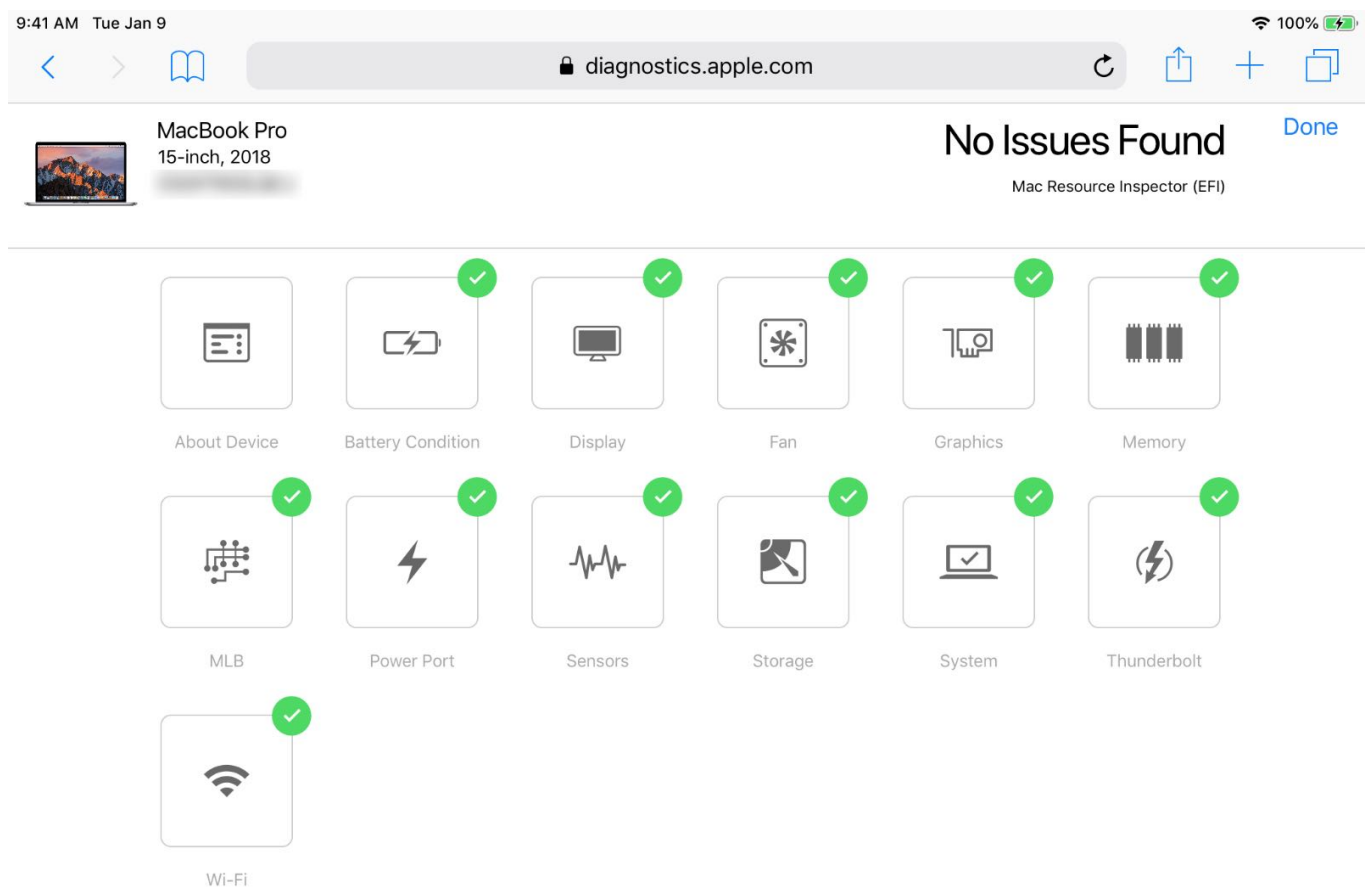 9:41 AM Tue Jan 9
100%
diagnostics.apple.com
MacBook Pro
15-inch, 2018
No Issues Found
Mac Resource Inspector (EFI)
Done
About Device
Battery Condition
Display
Fan
Graphics
Memory
MLB
Power Port
Sensors
Storage
System
Thunderbolt
Wi-Fi